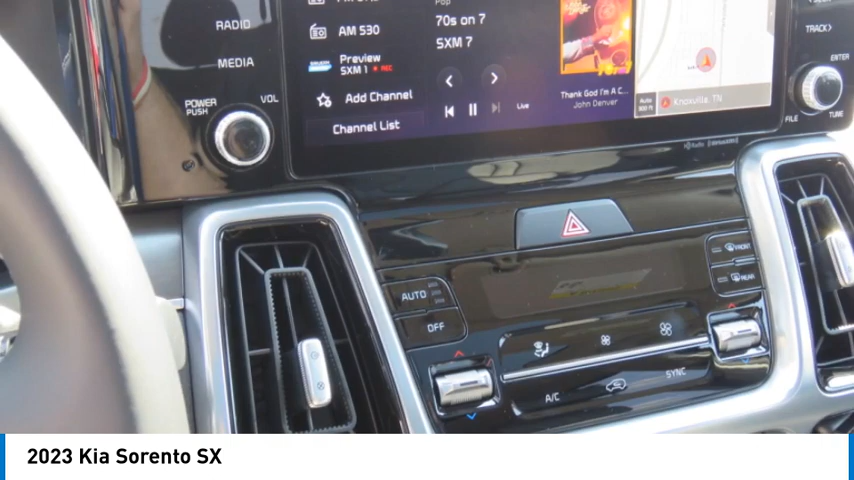 RADIO
MEDIA
POWER
PUSH
VOL
AM 530
Preview
SXM 1 REC
Add Channel
Channel List
Pop
70s on 7
SXM 7
Live
Thank God I'm A C...
John Denver
Auto
Knoxville, TN
TRACK>
ENTER
FILE
TUNE
FRONT
REAR
AUTO
OFF
A/C
SYNC
2023 Kia Sorento SX